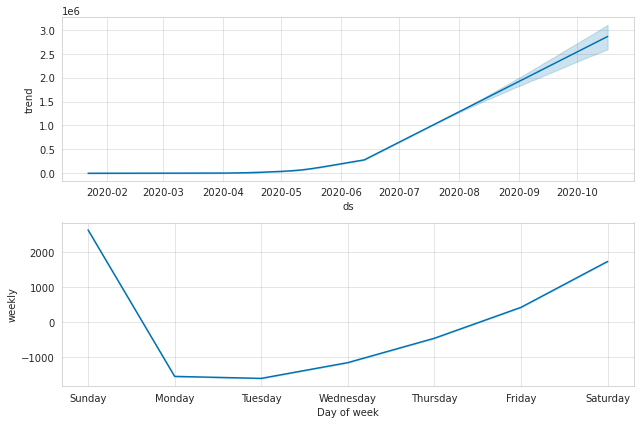 1e6
3.0
2.5
2.0
1.5
1.0
0.5
0.0
trend
2020-02 2020-03 2020-04 2020-05 2020-06 2020-07 2020-08 2020-09 2020-10
ds
2000
1000
0
−1000
weekly
Sunday Monday Tuesday Wednesday Thursday Friday Saturday
Day of week